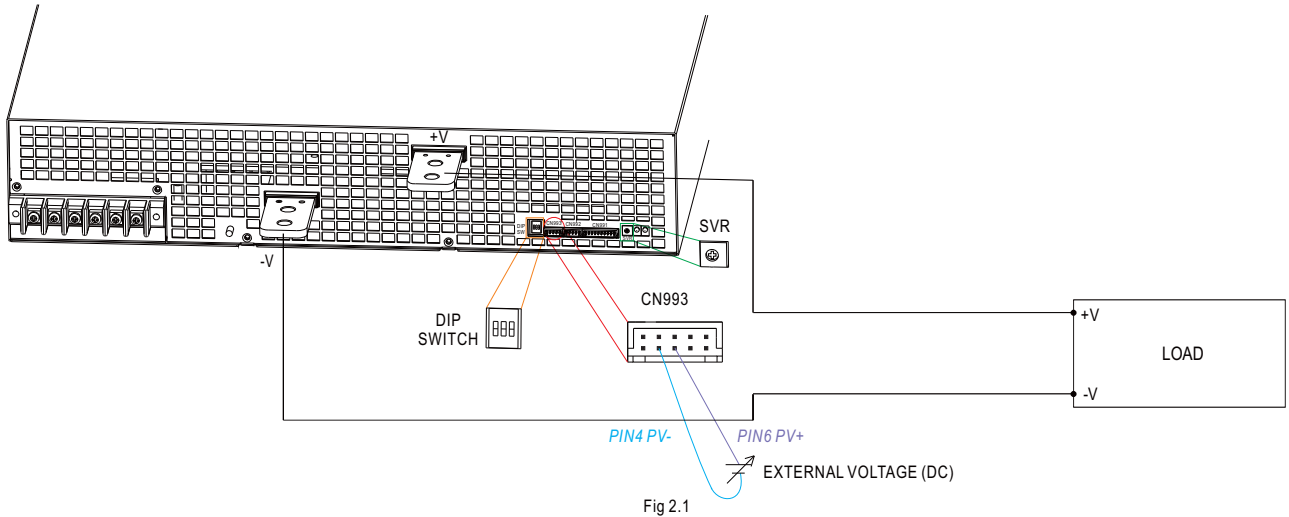 +V
-V
DIP
SW
CN993
CN992
CN991
SVR
DIP
SWITCH
CN993
+V
LOAD
-V
PIN4 PV-
PIN6 PV+
EXTERNAL VOLTAGE (DC)
Fig 2.1